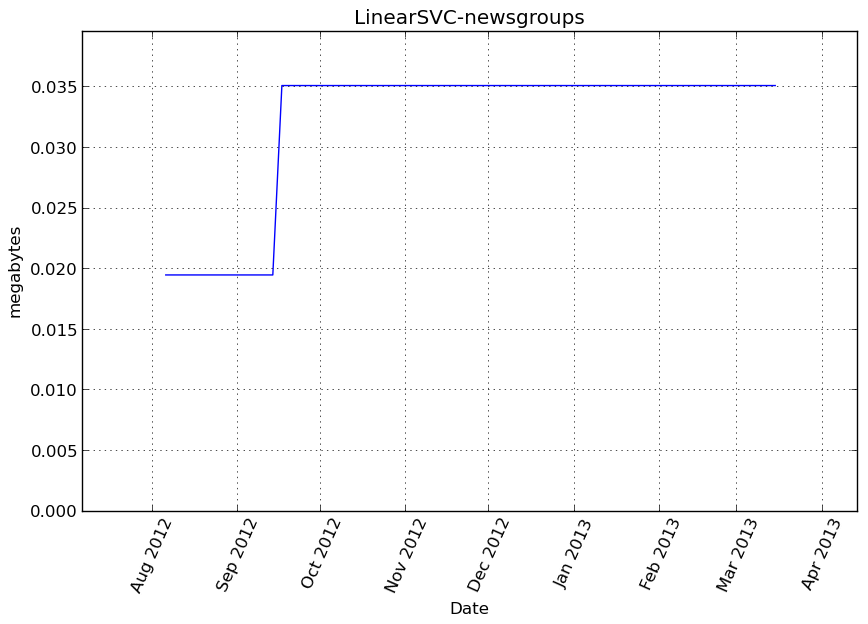 LinearSVC-newsgroups
megabytes
0.035
0.030
0.025
0.020
0.015
0.010
0.005
0.000
Aug 2012
Sep 2012
Oct 2012
Nov 2012
Dec 2012
Jan 2013
Feb 2013
Mar 2013
Apr 2013
Date